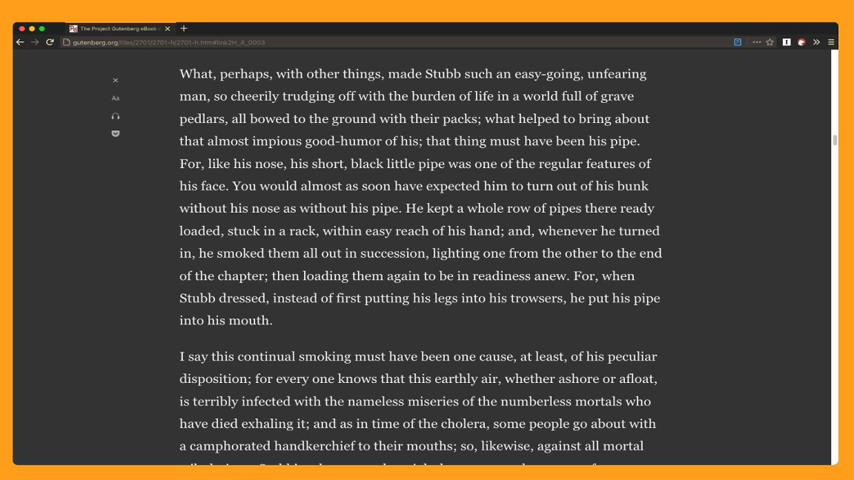 The Project Gutenberg eBook
gutenberg.org/files/2701/2701-h/2701-h.htm#link2H_4_0003
Aa
What, perhaps, with other things, made Stubb such an easy-going, unfearing
man, so cheerily trudging off with the burden of life in a world full of grave
pedlars, all bowed to the ground with their packs; what helped to bring about
that almost impious good-humor of his; that thing must have been his pipe.
For, like his nose, his short, black little pipe was one of the regular features of
his face. You would almost as soon have expected him to turn out of his bunk
without his nose as without his pipe. He kept a whole row of pipes there ready
loaded, stuck in a rack, within easy reach of his hand; and, whenever he turned
in, he smoked them all out in succession, lighting one from the other to the end
of the chapter; then loading them again to be in readiness anew. For, when
Stubb dressed, instead of first putting his legs into his trowsers, he put his pipe
into his mouth.
I say this continual smoking must have been one cause, at least, of his peculiar
disposition; for every one knows that this earthly air, whether ashore or afloat,
is terribly infected with the nameless miseries of the numberless mortals who
have died exhaling it; and as in time of the cholera, some people go about with
a camphorated handkerchief to their mouths; so, likewise, against all mortal